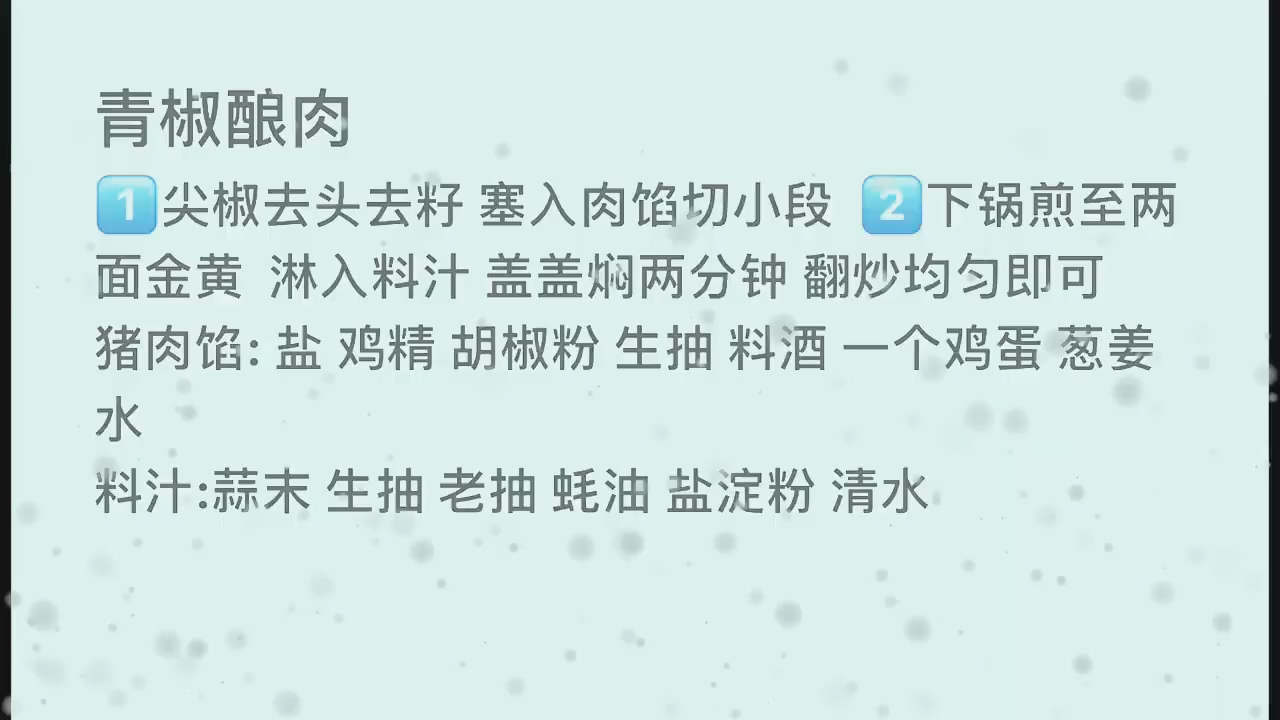 青椒酿肉
1️⃣尖椒去头去籽 塞入肉馅切小段 2️⃣下锅煎至两
面金黄 淋入料汁 盖盖焖两分钟 翻炒均匀即可
猪肉馅: 盐 鸡精 胡椒粉 生抽 料酒 一个鸡蛋 葱姜
水
料汁:蒜末 生抽 老抽 蚝油 盐淀粉 清水